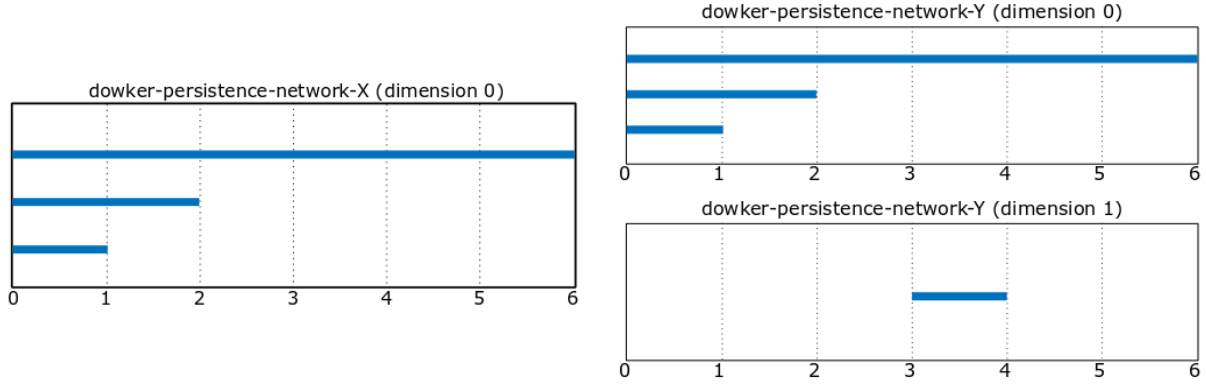 dowker-persistence-network-X (dimension 0)
0 1 2 3 4 5 6
dowker-persistence-network-Y (dimension 0)
0 1 2 3 4 5 6
dowker-persistence-network-Y (dimension 1)
0 1 2 3 4 5 6